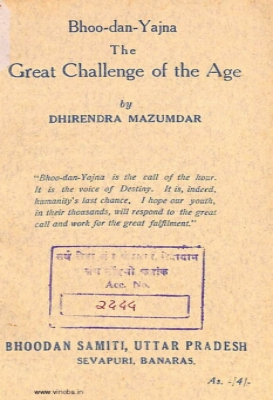 Bhoo-dan-Yajna
The
Great Challenge of the Age
by
DHIRENDRA MAZUMDAR
"Bhoo-dan-Yajna is the call of the hour.
It is the voice of Destiny. It is, indeed,
humanity's last chance, I hope our youth,
in their thousands, will respond to the great
call and work for the great fulfilment."
सर्व सेवा संघ
Acc. No.
२८४४
BHOODAN SAMITI, UTTAR PRADESH
SEVAPURI, BANARAS.
As. -/4/-
www.vinoba.in